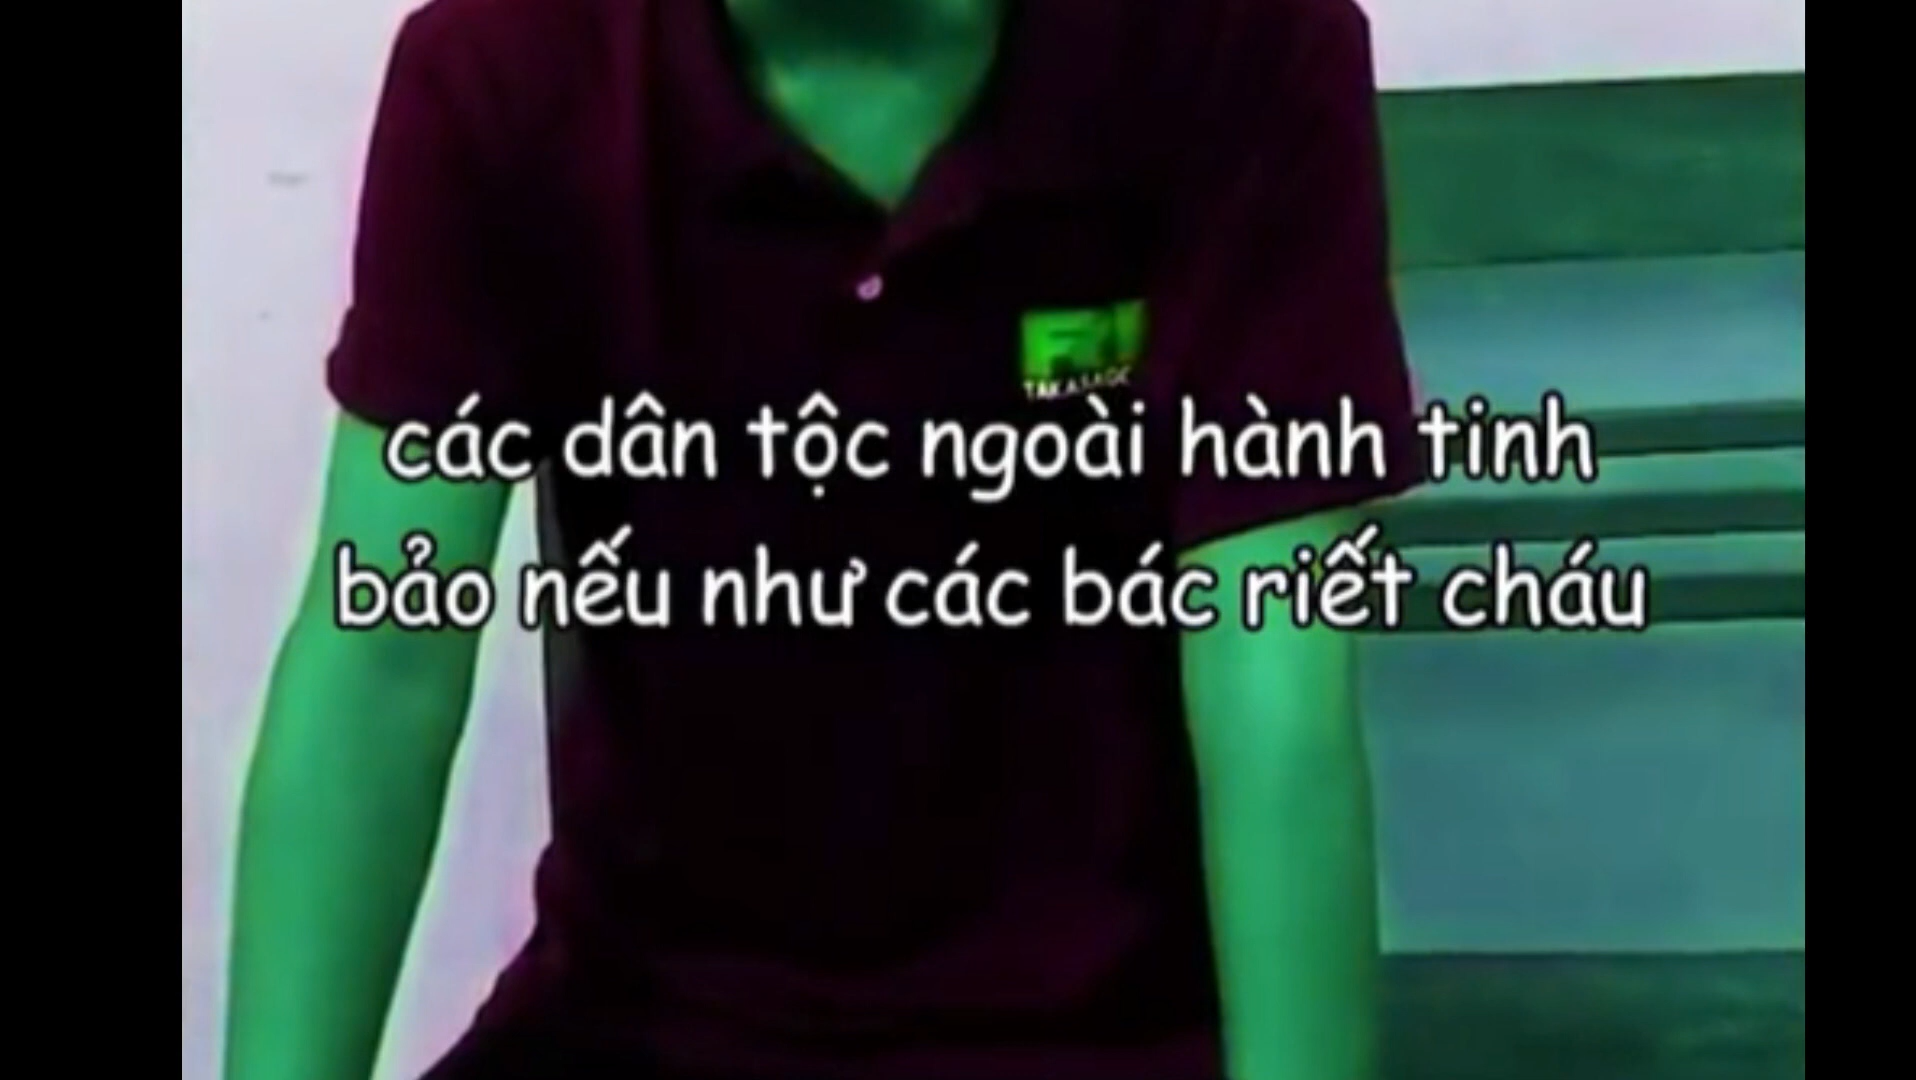 các dân tộc ngoài hành tinh
bảo nếu như các bác riết cháu